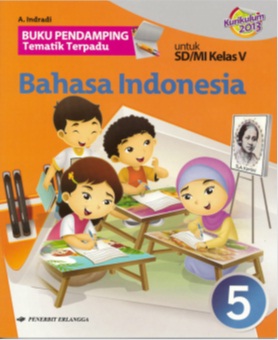 A. Indradi
BUKU PENDAMPING
Tematik Terpadu
untuk
SD/MI Kelas V
Kurikulum
2013
Bahasa Indonesia
5
PENERBIT ERLANGGA